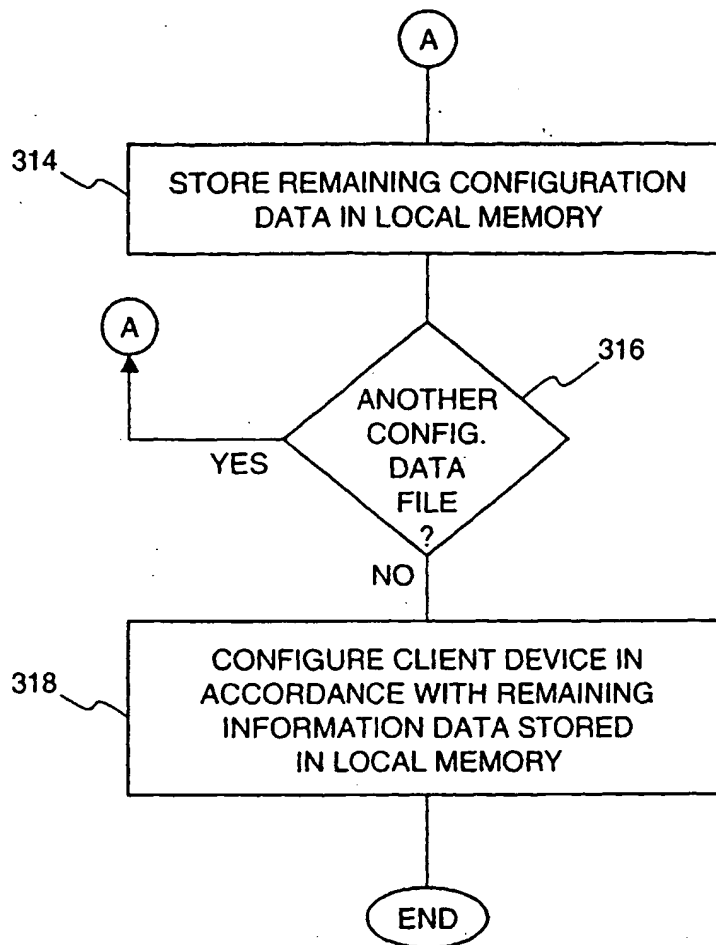 A
314
STORE REMAINING CONFIGURATION
DATA IN LOCAL MEMORY
A
316
ANOTHER
CONFIG.
DATA
FILE
?
YES
NO
318
CONFIGURE CLIENT DEVICE IN
ACCORDANCE WITH REMAINING
INFORMATION DATA STORED
IN LOCAL MEMORY
END